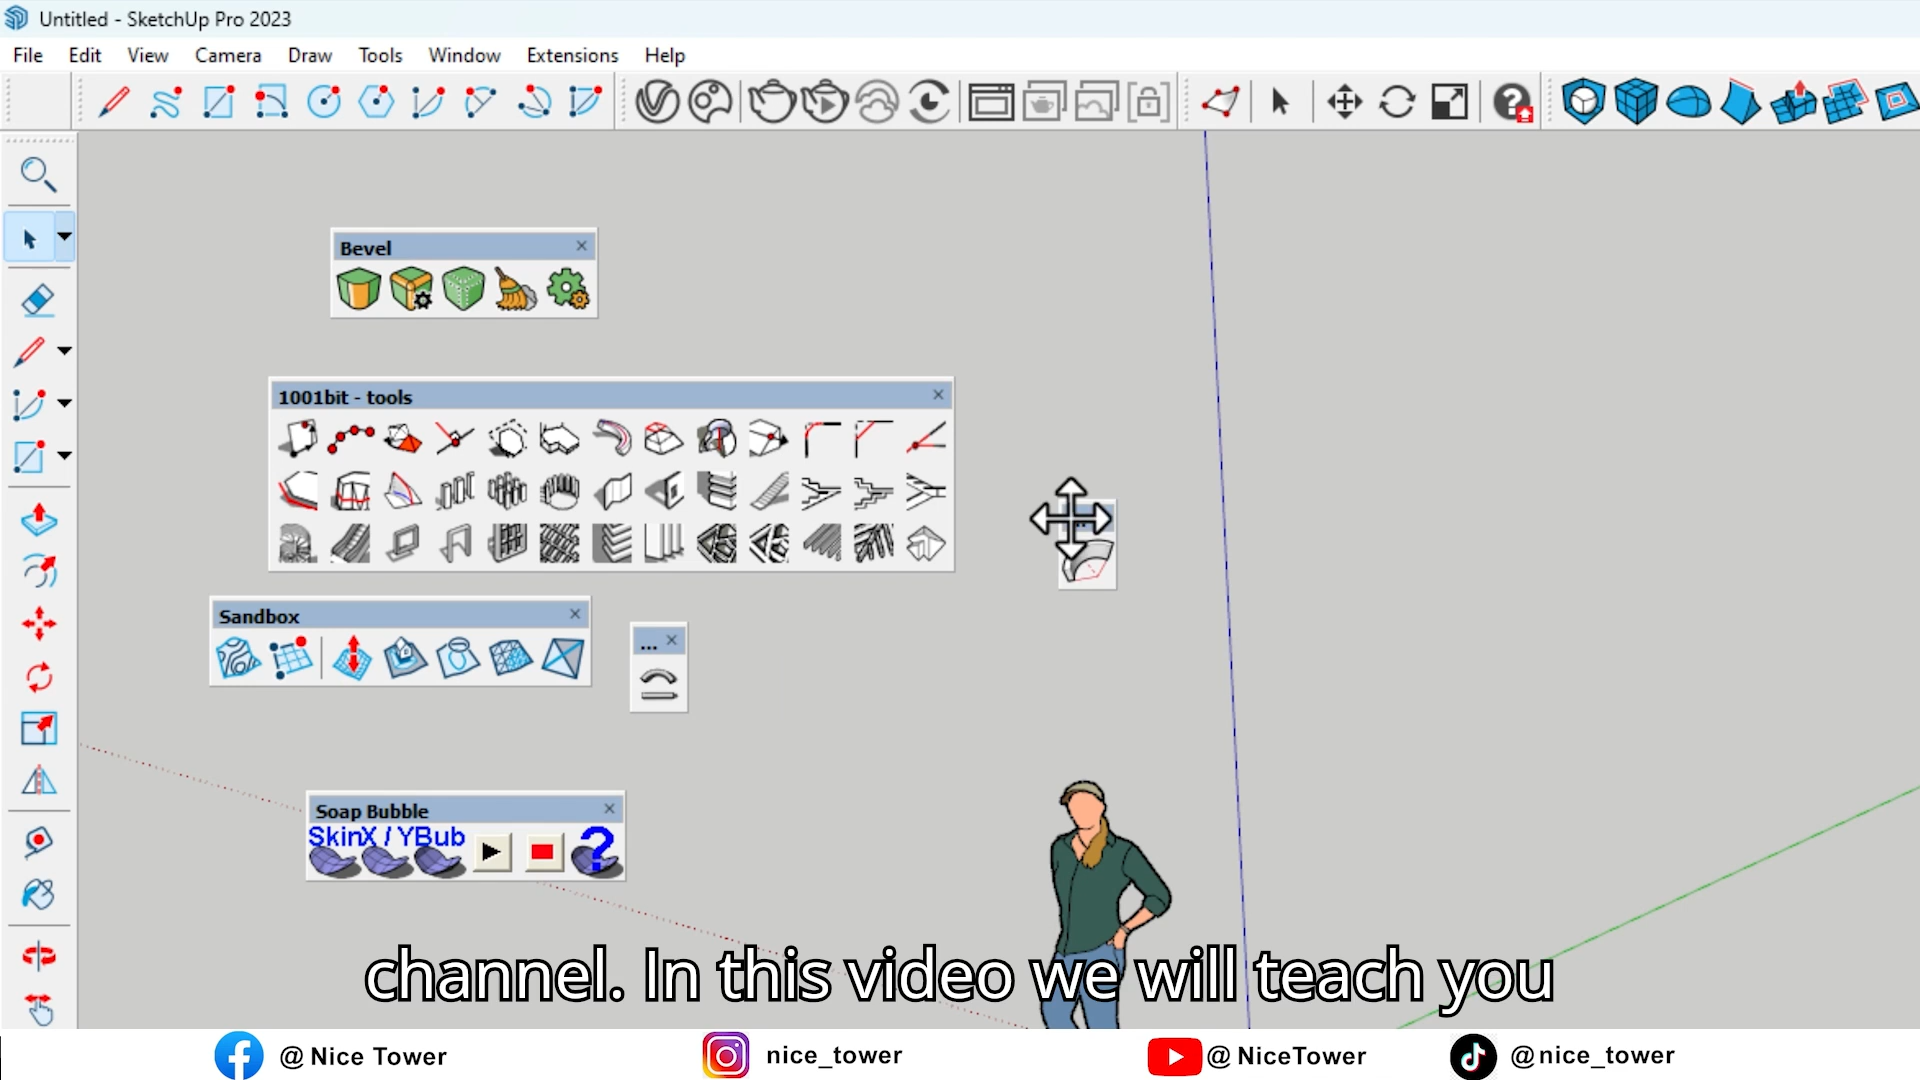 Untitled - SketchUp Pro 2023
File Edit View Camera Draw Tools Window Extensions Help
Bevel
1001bit - tools
Sandbox
...
Soap Bubble
SkinX / YBub
?
channel. In this video we will teach you
@ Nice Tower nice_tower @ NiceTower @nice_tower